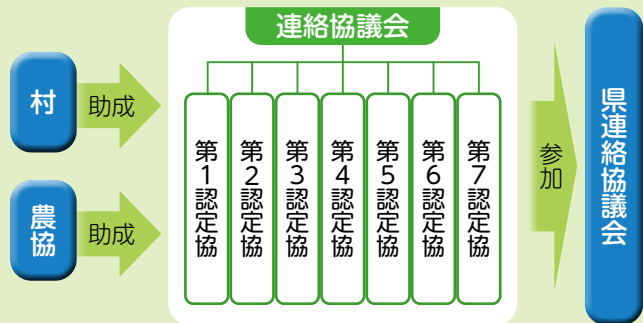 連絡協議会
村
助成
農協
助成
第1認定協
第2認定協
第3認定協
第4認定協
第5認定協
第6認定協
第7認定協
参加
県連絡協議会